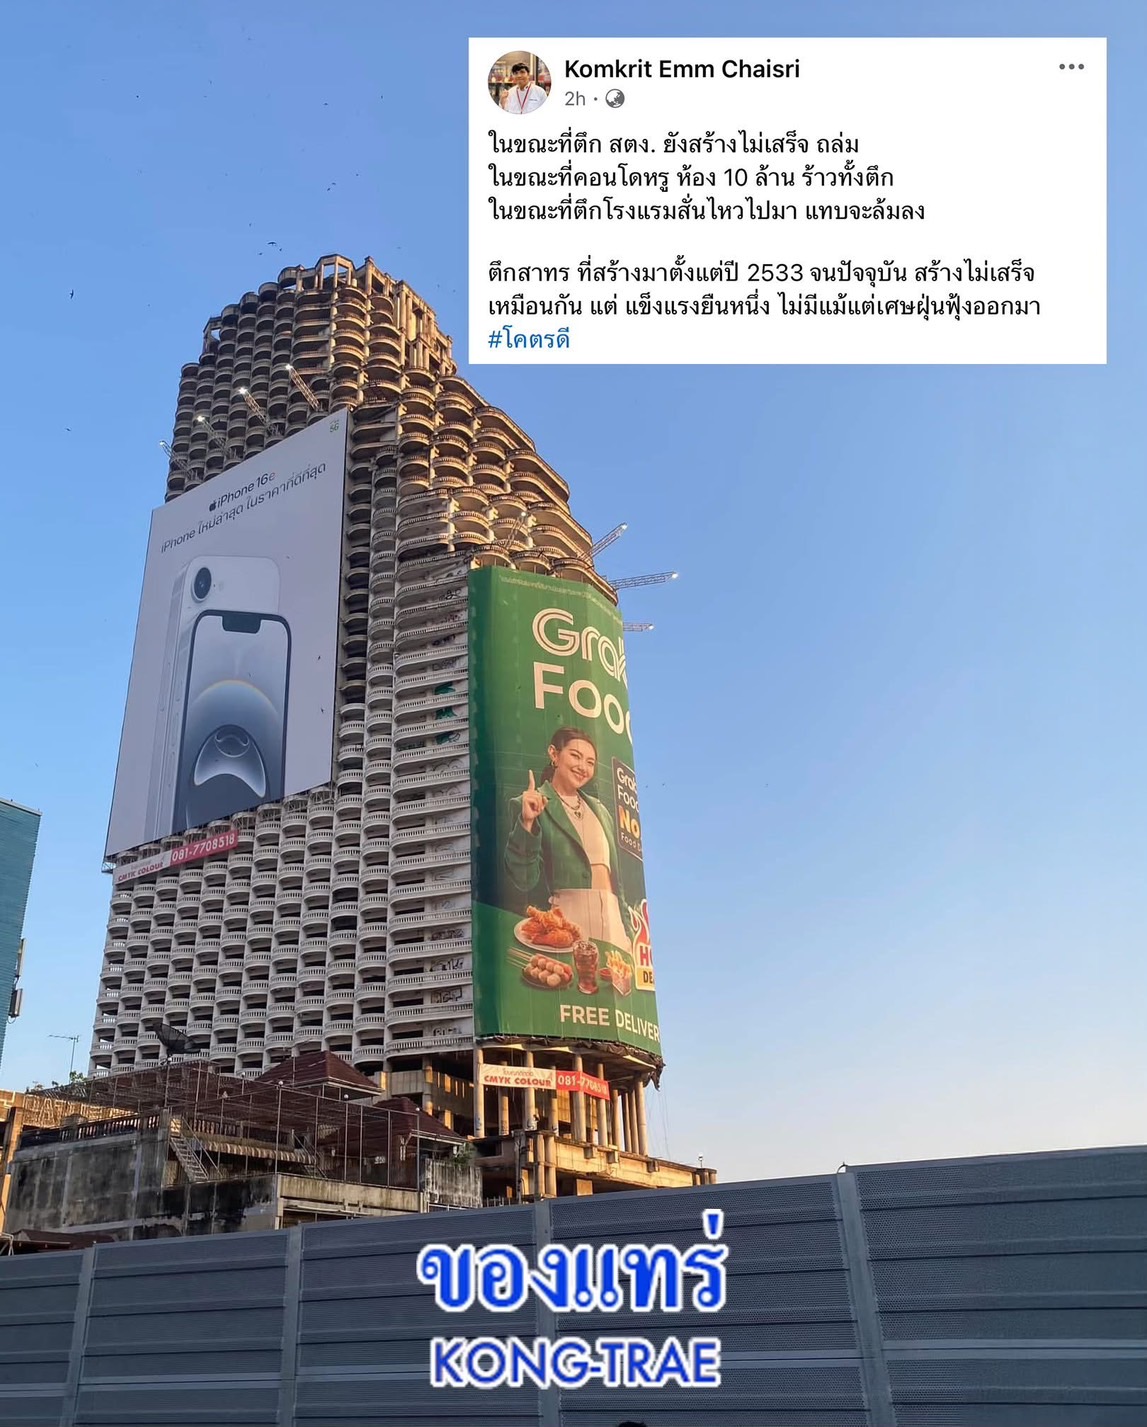 Komkrit Emm Chaisri
2h ·
ในขณะที่ตึก สตง. ยังสร้างไม่เสร็จ ถล่ม
ในขณะที่คอนโดหรู ห้อง 10 ล้าน ร้าวทั้งตึก
ในขณะที่ตึกโรงแรมสั่นไหวไปมา แทบจะล้มลง
ตึกสาทร ที่สร้างมาตั้งแต่ปี 2533 จนปัจจุบัน สร้างไม่เสร็จ
เหมือนกัน แต่ แข็งแรงยืนหนึ่ง ไม่มีแม้แต่เศษฝุ่นฟุ้งออกมา
#โคตรดี
iPhone 16e
iPhone ใหม่ล่าสุด ในราคาที่ดีที่สุด
CMYK COLOUR 081-7708518
Grab
Food
Grab
Food
NO
Food
HO
DE
FREE DELIVER
CMYK COLOUR 081-7708518
ของแทร่
KONG-TRAE